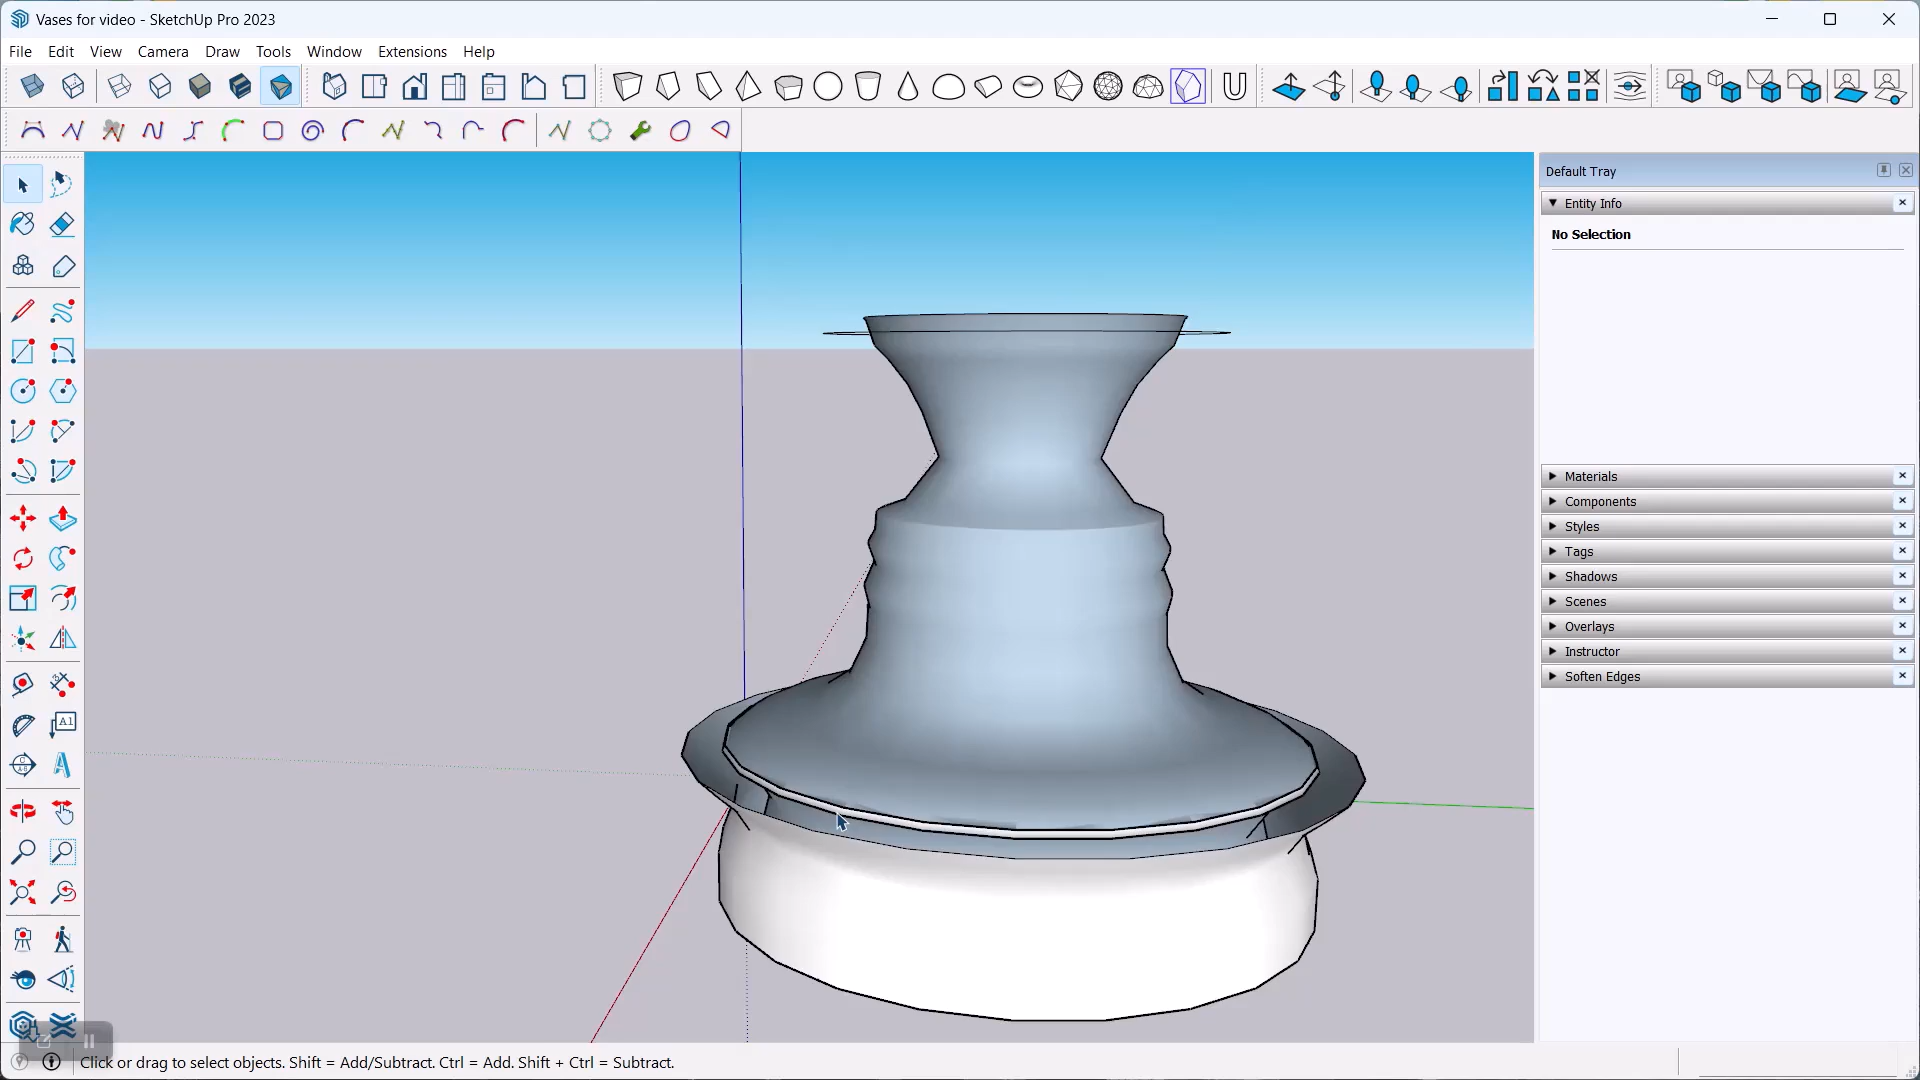 Vases for video - SketchUp Pro 2023
File Edit View Camera Draw Tools Window Extensions Help
Default Tray
Entity Info
No Selection
Materials
Components
Styles
Tags
Shadows
Scenes
Overlays
Instructor
Soften Edges
A1
Click or drag to select objects. Shift = Add/Subtract. Ctrl = Add. Shift + Ctrl = Subtract.